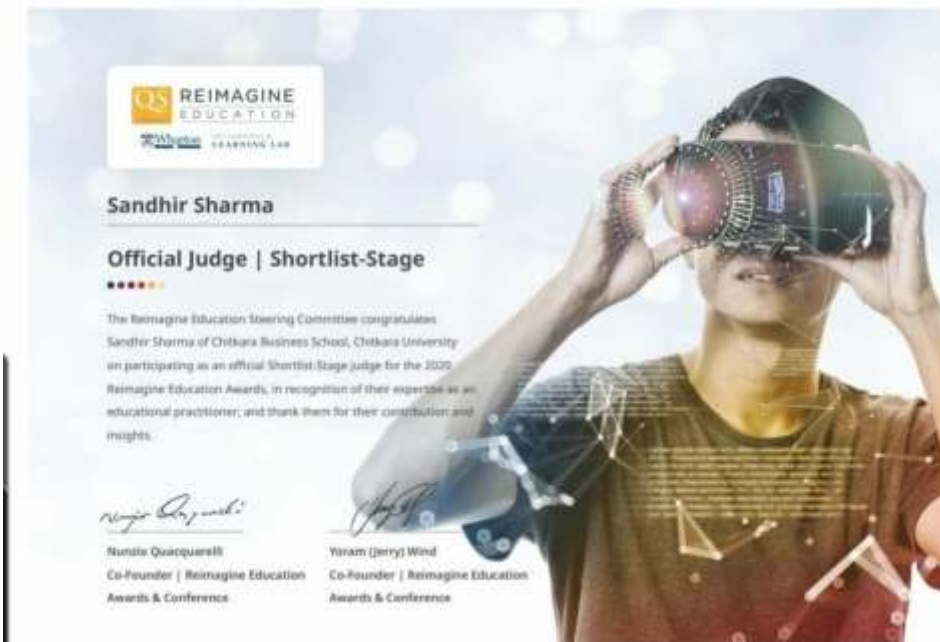 QS REIMAGINE
EDUCATION
Wharton
LEARNING LAB
Sandhir Sharma
Official Judge | Shortlist-Stage
The Reimagine Education Steering Committee congratulates
Sandhir Sharma of Chitkara Business School, Chitkara University
on participating as an official Shortlist-Stage judge for the 2020
Reimagine Education Awards, in recognition of their expertise as an
educational practitioner, and thank them for their contribution and
insights.
Nunzio Quacquarelli
Co-Founder | Reimagine Education
Awards & Conference
Yoram (Jerry) Wind
Co-Founder | Reimagine Education
Awards & Conference